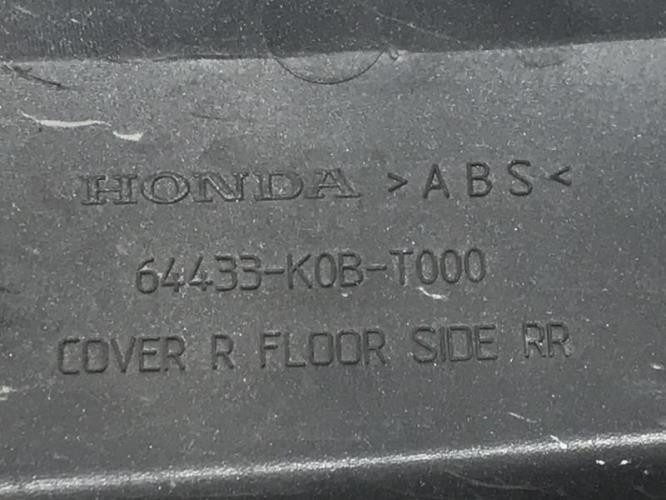 HONDA >ABS<
64433-K0B-T000
COVER R FLOOR SIDE RR